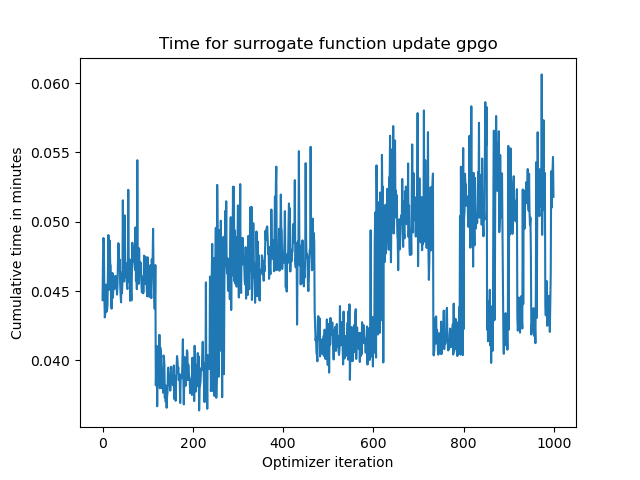 Time for surrogate function update gpgo
Cumulative time in minutes
0.060
0.055
0.050
0.045
0.040
0 200 400 600 800 1000
Optimizer iteration